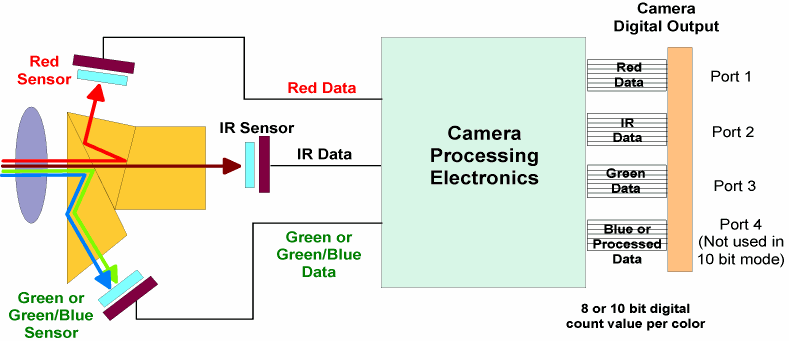 Camera
Digital Output
Red
Sensor
Red Data
Red
Data
Port 1
IR Sensor
IR Data
Camera
Processing
Electronics
IR
Data
Port 2
Green
Data
Port 3
Green or
Green/Blue
Data
Blue or
Processed
Data
Port 4
(Not used in
10 bit mode)
Green or
Green/Blue
Sensor
8 or 10 bit digital
count value per color